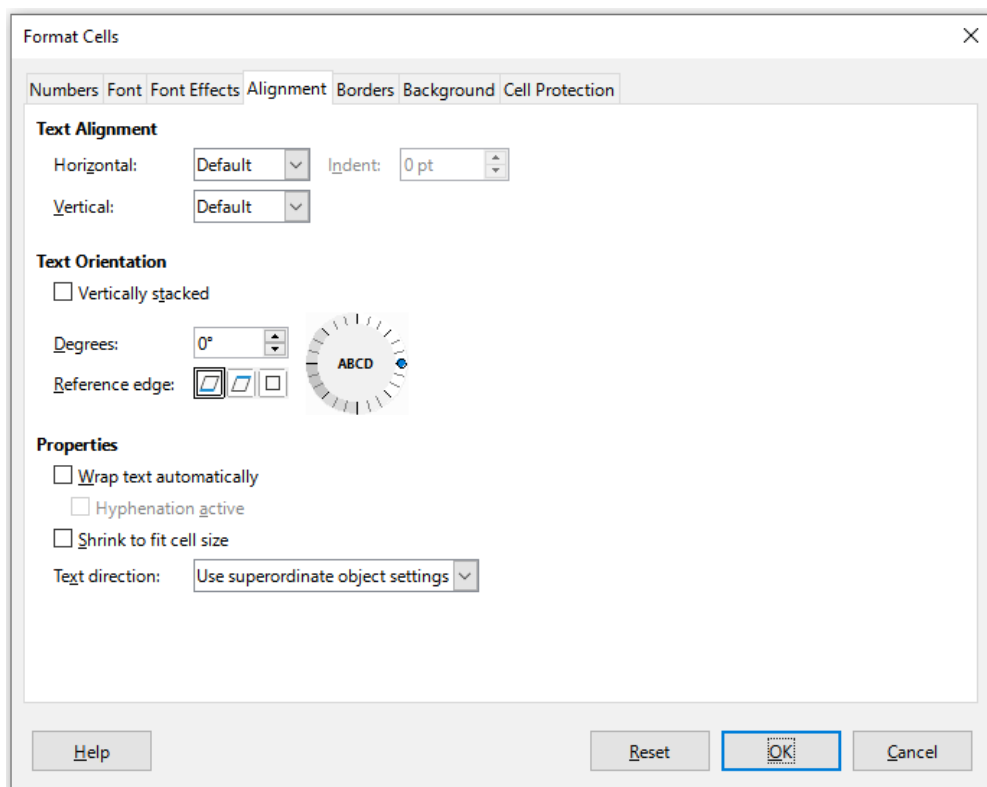 Format Cells
Numbers Font Font Effects Alignment Borders Background Cell Protection
Text Alignment
Horizontal: Default Indent: 0 pt
Vertical: Default
Text Orientation
Vertically stacked
Degrees: 0°
ABCD
Reference edge:
Properties
Wrap text automatically
Hyphenation active
Shrink to fit cell size
Text direction: Use superordinate object settings
Help Reset OK Cancel